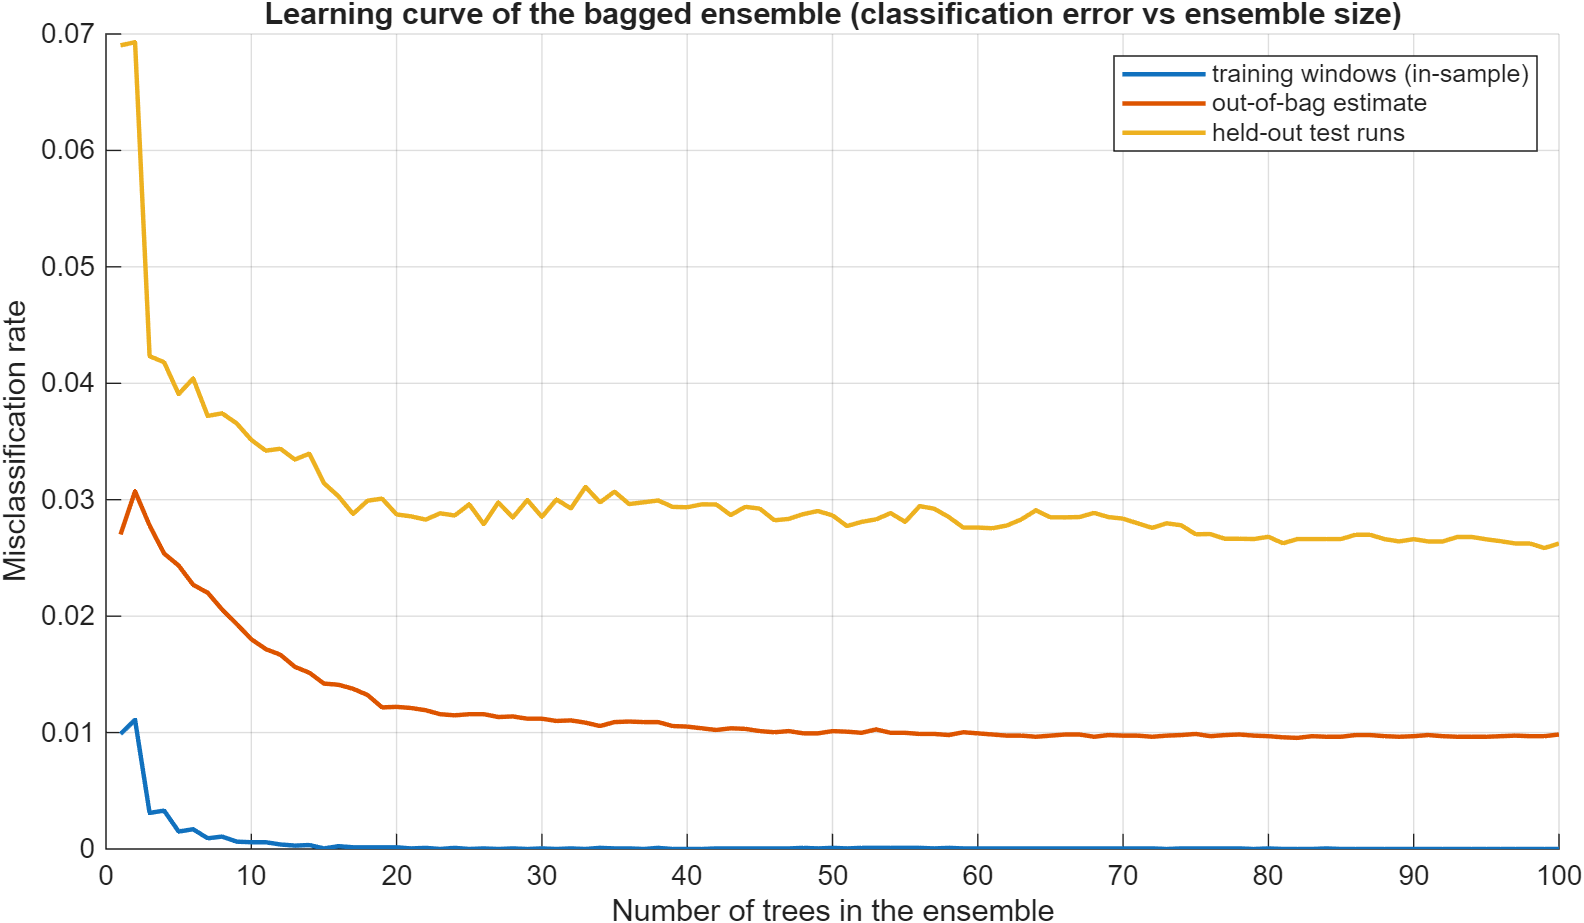 Learning curve of the bagged ensemble (classification error vs ensemble size)
training windows (in-sample)
out-of-bag estimate
held-out test runs
Misclassification rate
0.07
0.06
0.05
0.04
0.03
0.02
0.01
0
0 10 20 30 40 50 60 70 80 90 100
Number of trees in the ensemble